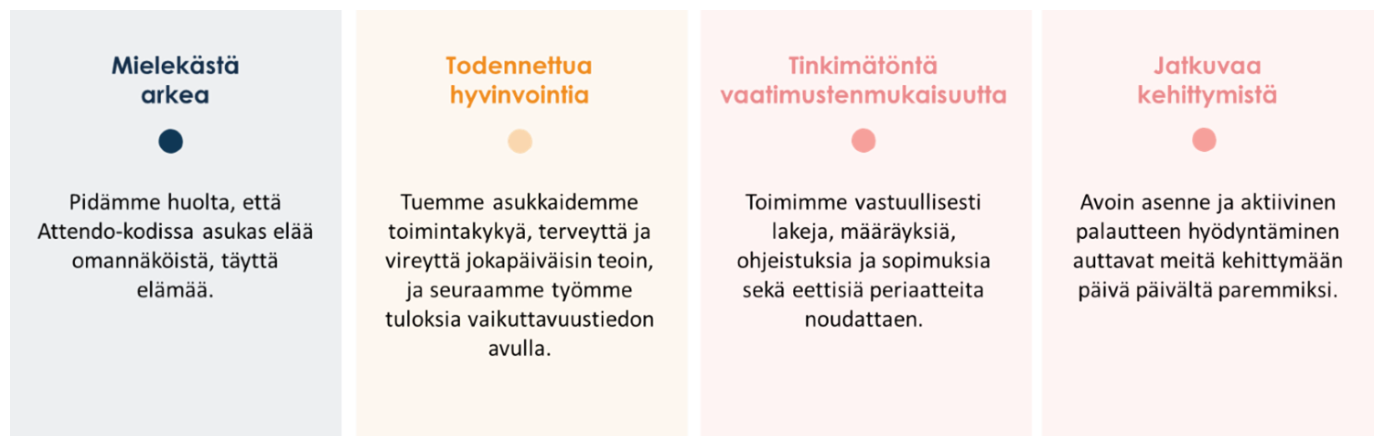 Mielekästä
arkea
Pidämme huolta, että
Attendo-kodissa asukas elää
omannäköistä, täyttä
elämää.
Todennettua
hyvinvointia
Tuemme asukkaidemme
toimintakykyä, terveyttä ja
vireyttä jokapäiväisin teoin,
ja seuraamme työmme
tuloksia vaikuttavuustiedon
avulla.
Tinkimätöntä
vaatimustenmukaisuutta
Toimimme vastuullisesti
lakeja, määräyksiä,
ohjeistuksia ja sopimuksia
sekä eettisiä periaatteita
noudattaen.
Jatkuvaa
kehittymistä
Avoin asenne ja aktiivinen
palautteen hyödyntäminen
auttavat meitä kehittymään
päivä päivältä paremmiksi.